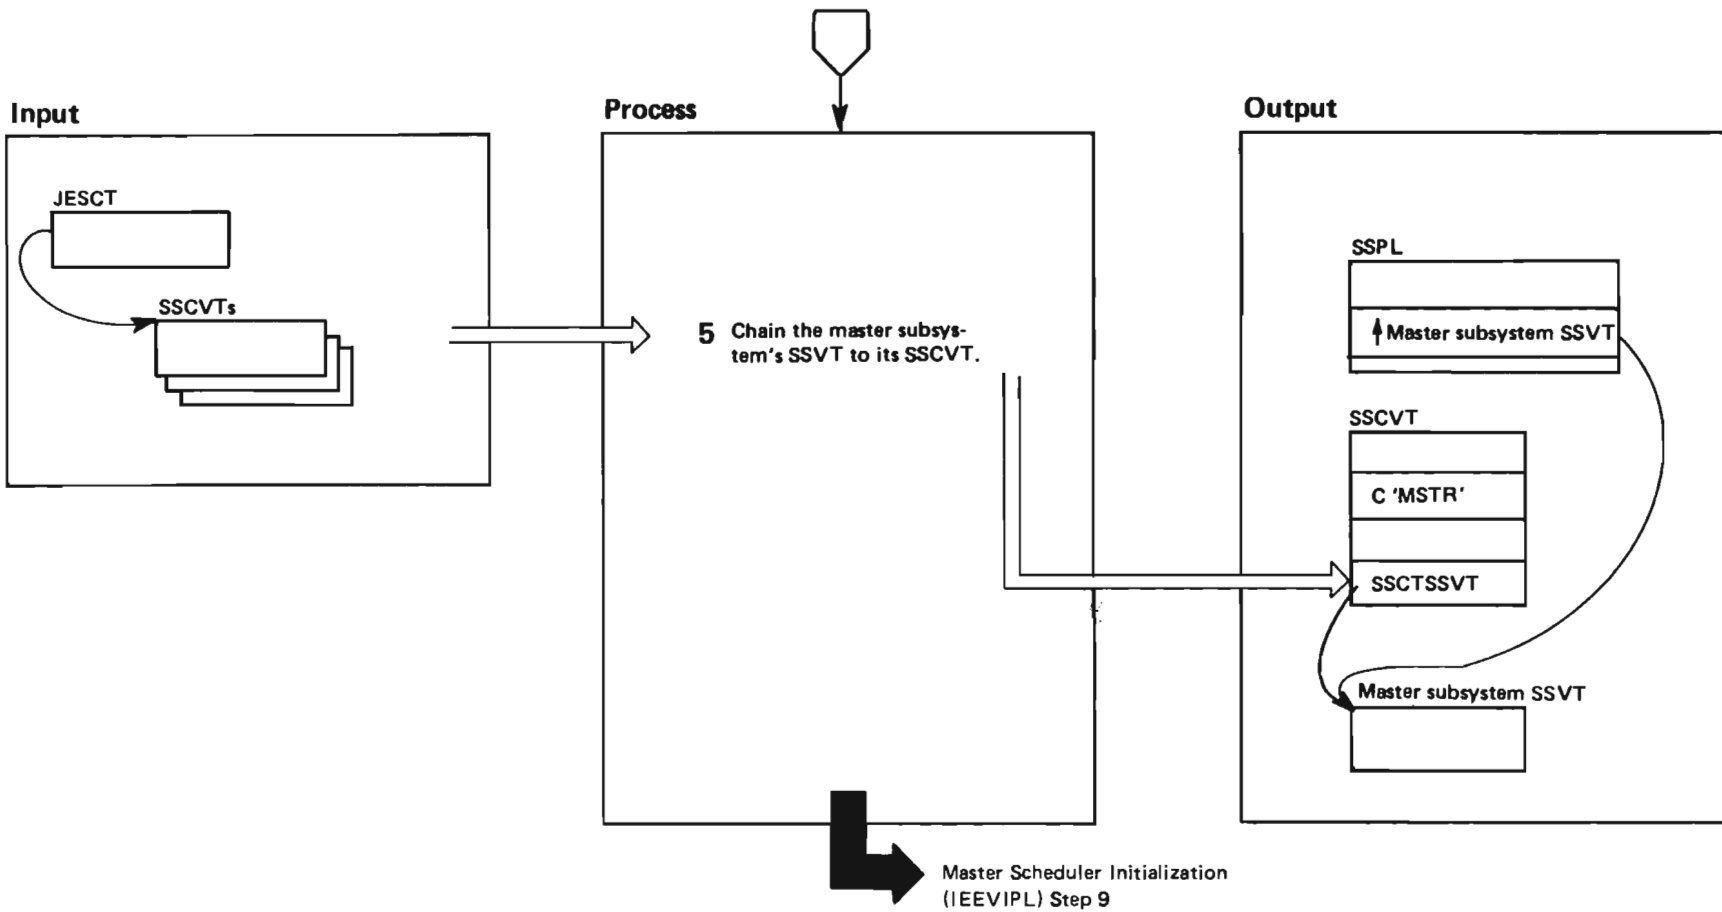 Input
JESCT
SSCVTs
Process
5 Chain the master subsys-
tem's SSVT to its SSCVT.
Master Scheduler Initialization
(IEEVIPL) Step 9
Output
SSPL
Master subsystem SSVT
SSCVT
C 'MSTR'
SSCTSSVT
Master subsystem SSVT